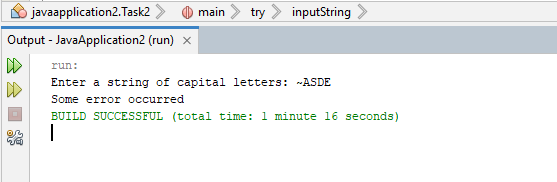 javaapplication2.Task2 main try inputString
Output - JavaApplication2 (run) ×
run:
Enter a string of capital letters: ~ASDE
Some error occurred
BUILD SUCCESSFUL (total time: 1 minute 16 seconds)